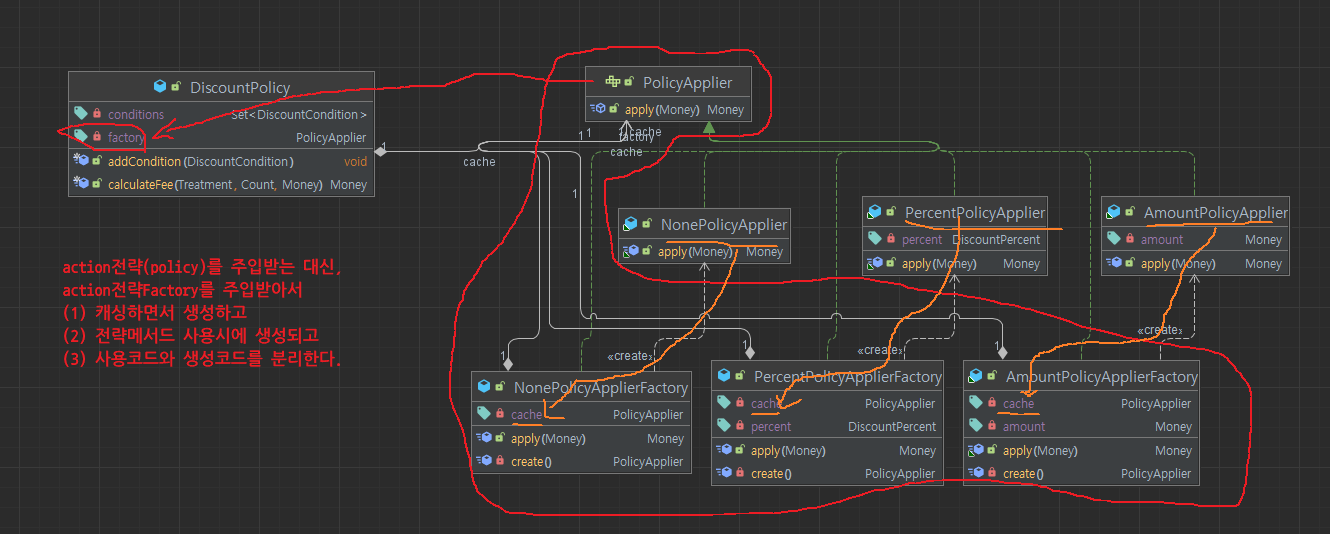 DiscountPolicy
conditions Set<DiscountCondition>
factory PolicyApplier
addCondition(DiscountCondition) void
calculateFee(Treatment, Count, Money) Money
PolicyApplier
apply(Money) Money
1
1
1
cache
factory
cache
cache
1
NonePolicyApplier
apply(Money) Money
PercentPolicyApplier
percent DiscountPercent
apply(Money) Money
AmountPolicyApplier
amount Money
apply(Money) Money
action전략(policy)를 주입받는 대신,
action전략Factory를 주입받아서
(1) 캐싱하면서 생성하고
(2) 전략메서드 사용시에 생성되고
(3) 사용코드와 생성코드를 분리한다.
1
«create»
1
«create»
1
«create»
NonePolicyApplierFactory
cache PolicyApplier
apply(Money) Money
create() PolicyApplier
PercentPolicyApplierFactory
cache PolicyApplier
percent DiscountPercent
apply(Money) Money
create() PolicyApplier
AmountPolicyApplierFactory
cache PolicyApplier
amount Money
apply(Money) Money
create() PolicyApplier